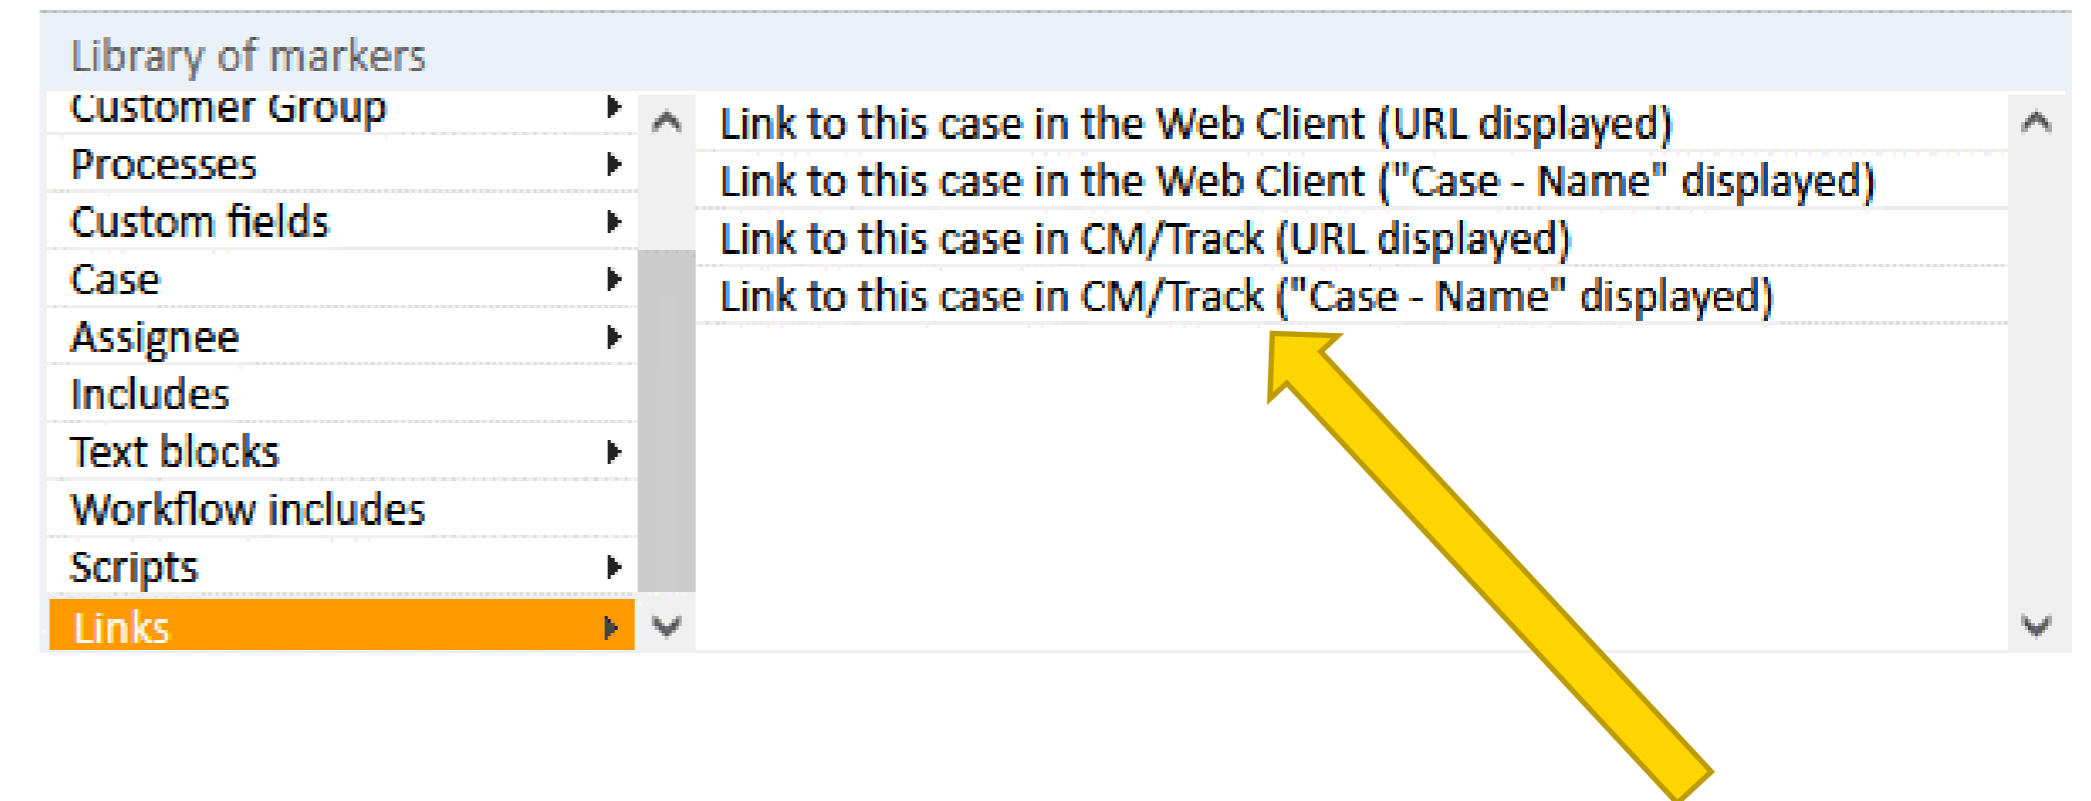 Library of markers
Customer Group
Processes
Custom fields
Case
Assignee
Includes
Text blocks
Workflow includes
Scripts
Links
Link to this case in the Web Client (URL displayed)
Link to this case in the Web Client ("Case - Name" displayed)
Link to this case in CM/Track (URL displayed)
Link to this case in CM/Track ("Case - Name" displayed)